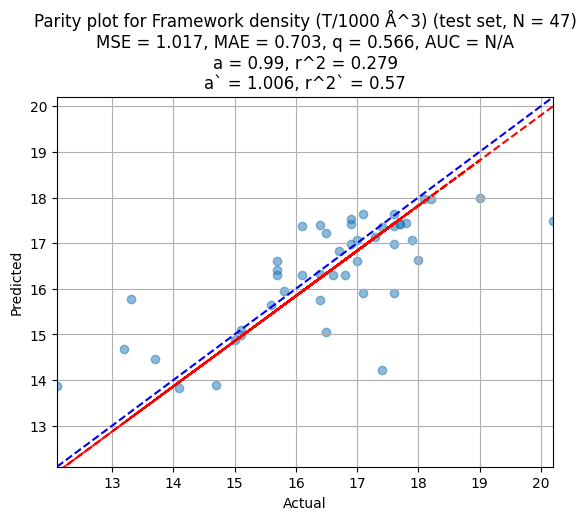 Parity plot for Framework density (T/1000 Å^3) (test set, N = 47)
MSE = 1.017, MAE = 0.703, q = 0.566, AUC = N/A
a = 0.99, r^2 = 0.279
a` = 1.006, r^2` = 0.57
20
19
18
17
16
15
14
13
Predicted
13 14 15 16 17 18 19 20
Actual